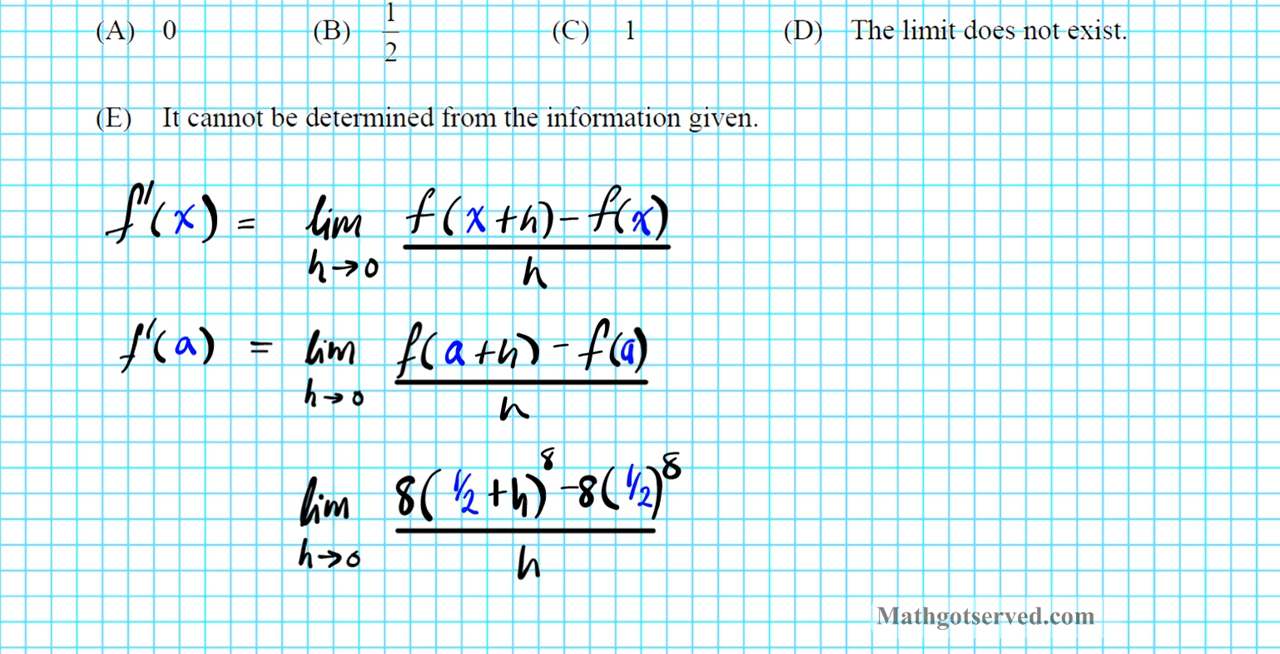 (A) 0 (B) 1/2 (C) 1 (D) The limit does not exist.
(E) It cannot be determined from the information given.
f'(x) = lim h→0 (f(x+h)-f(x))/h
f'(a) = lim h→0 (f(a+h)-f(a))/h
lim h→0 (8(1/2+h)^8-8(1/2)^8)/h
Mathgotserved.com